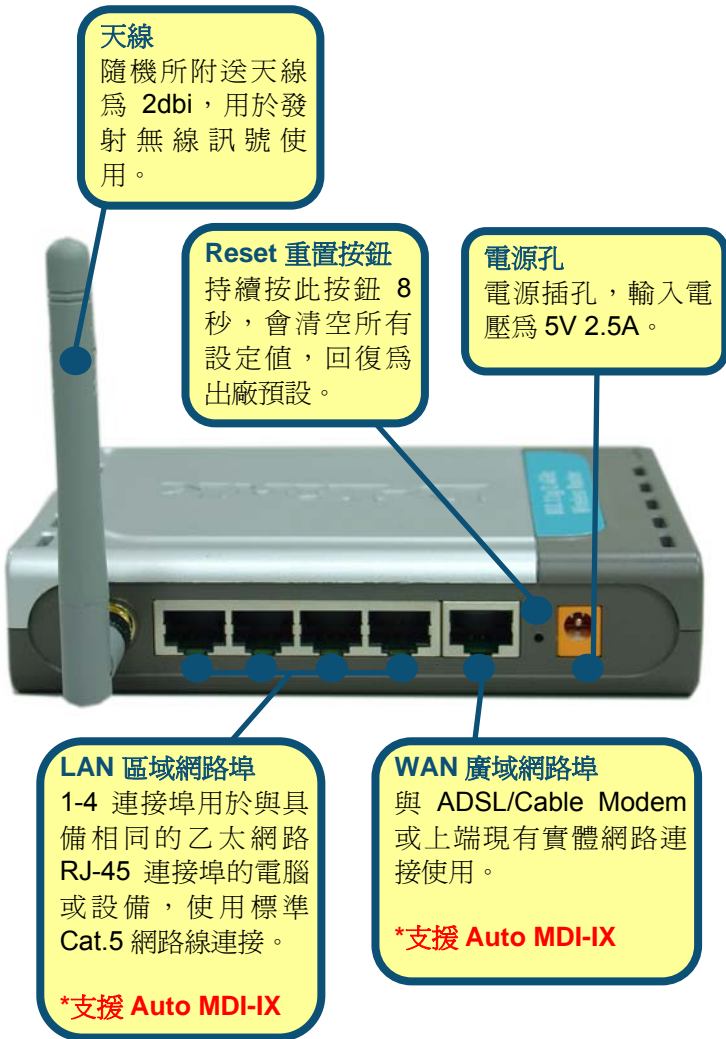 天線
隨機所附送天線
為 2dbi，用於發
射無線訊號使
用。
Reset 重置按鈕
持續按此按鈕 8
秒，會清空所有
設定值，回復為
出廠預設。
電源孔
電源插孔，輸入電
壓為 5V 2.5A。
LAN 區域網路埠
1-4 連接埠用於與具
備相同的乙太網路
RJ-45 連接埠的電腦
或設備，使用標準
Cat.5 網路線連接。
*支援 Auto MDI-IX
WAN 廣域網路埠
與 ADSL/Cable Modem
或上端現有實體網路連
接使用。
*支援 Auto MDI-IX